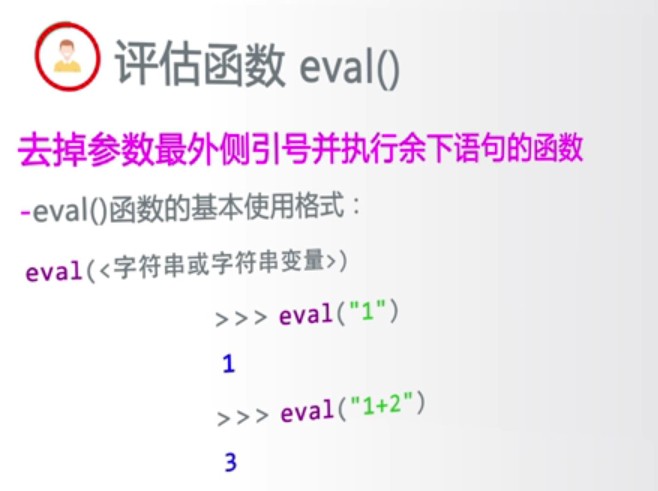 评估函数 eval()
去掉参数最外侧引号并执行余下语句的函数
-eval()函数的基本使用格式：
eval(<字符串或字符串变量>)
>>> eval("1")
1
>>> eval("1+2")
3